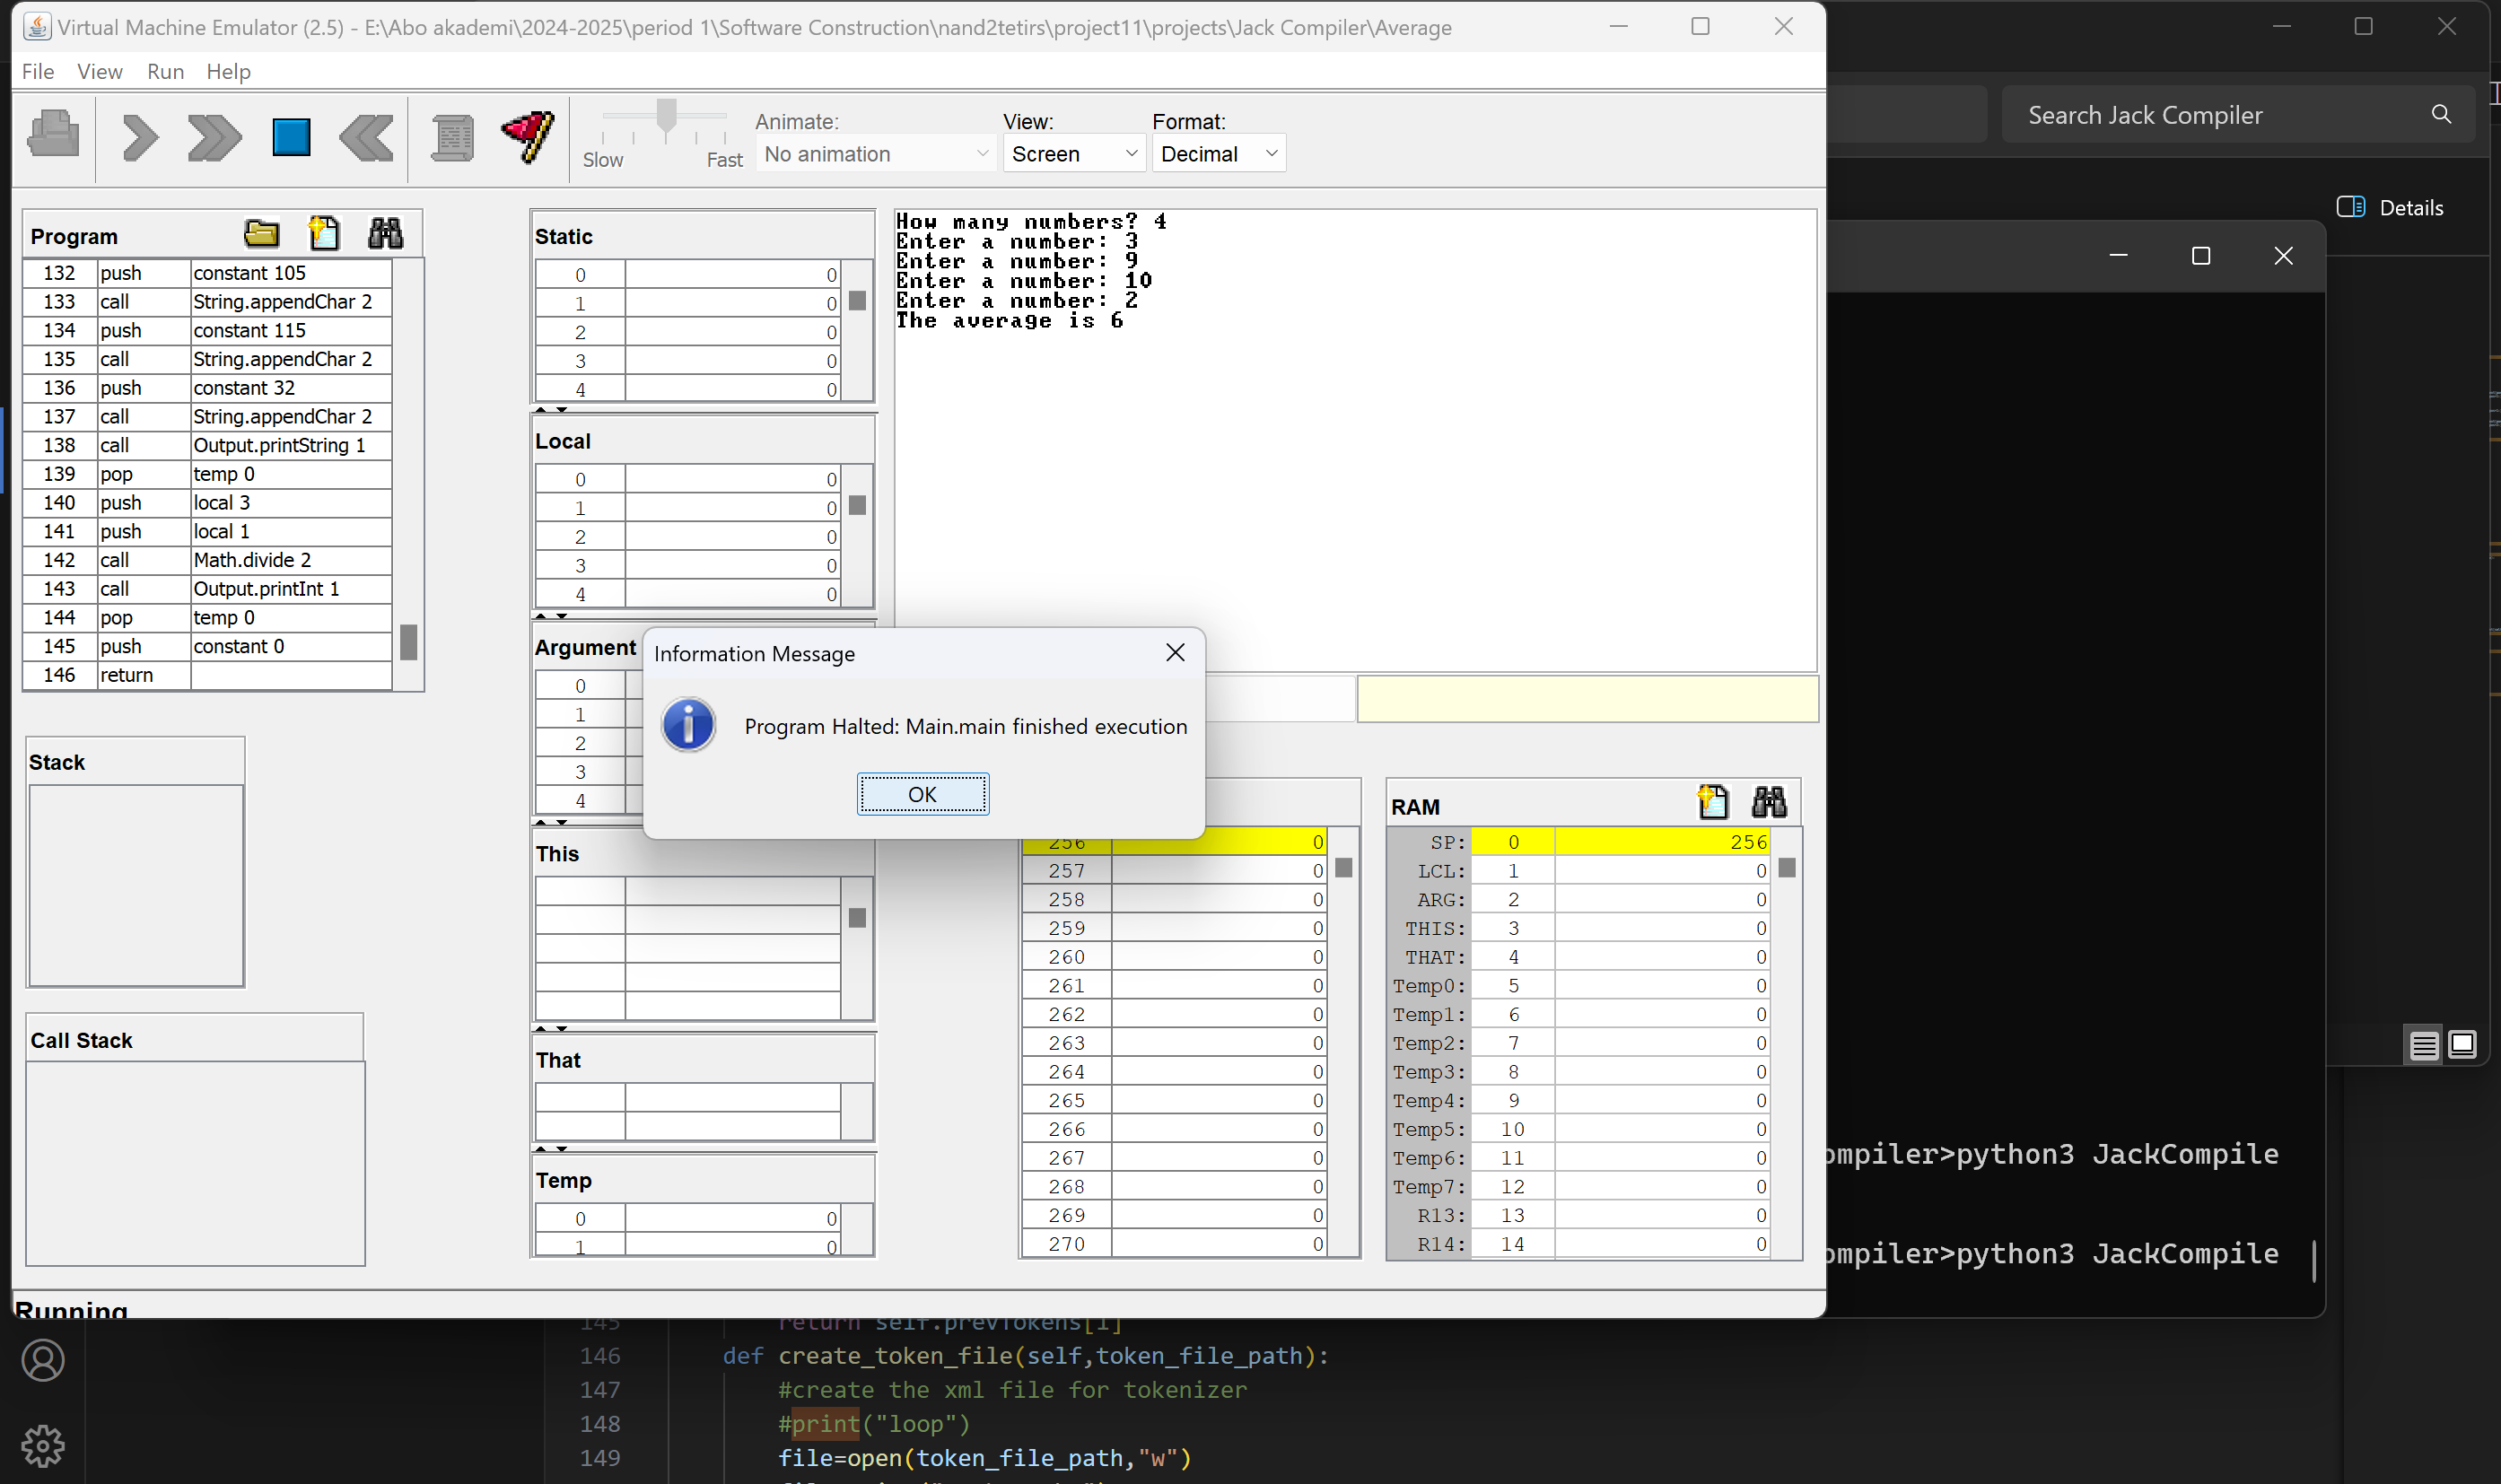 Virtual Machine Emulator (2.5) - E:\Abo akademi\2024-2025\period 1\Software Construction\nand2tetirs\project11\projects\Jack Compiler\Average
File View Run Help
Slow Fast
Animate:
No animation
View:
Screen
Format:
Decimal
Search Jack Compiler
Details
Program
132 push constant 105
133 call String.appendChar 2
134 push constant 115
135 call String.appendChar 2
136 push constant 32
137 call String.appendChar 2
138 call Output.printString 1
139 pop temp 0
140 push local 3
141 push local 1
142 call Math.divide 2
143 call Output.printInt 1
144 pop temp 0
145 push constant 0
146 return
Stack
Call Stack
Static
0 0
1 0
2 0
3 0
4 0
Local
0 0
1 0
2 0
3 0
4 0
Argument
0
1
2
3
4
This
That
Temp
0 0
1 0
How many numbers? 4
Enter a number: 3
Enter a number: 9
Enter a number: 10
Enter a number: 2
The average is 6
Information Message
Program Halted: Main.main finished execution
OK
256 0
257 0
258 0
259 0
260 0
261 0
262 0
263 0
264 0
265 0
266 0
267 0
268 0
269 0
270 0
RAM
SP: 0 256
LCL: 1 0
ARG: 2 0
THIS: 3 0
THAT: 4 0
Temp0: 5 0
Temp1: 6 0
Temp2: 7 0
Temp3: 8 0
Temp4: 9 0
Temp5: 10 0
Temp6: 11 0
Temp7: 12 0
R13: 13 0
R14: 14 0
Running
ompiler>python3 JackCompile
ompiler>python3 JackCompile
145 return self.prevTokens[1]
146 def create_token_file(self,token_file_path):
147 #create the xml file for tokenizer
148 #print("loop")
149 file=open(token_file_path,"w")